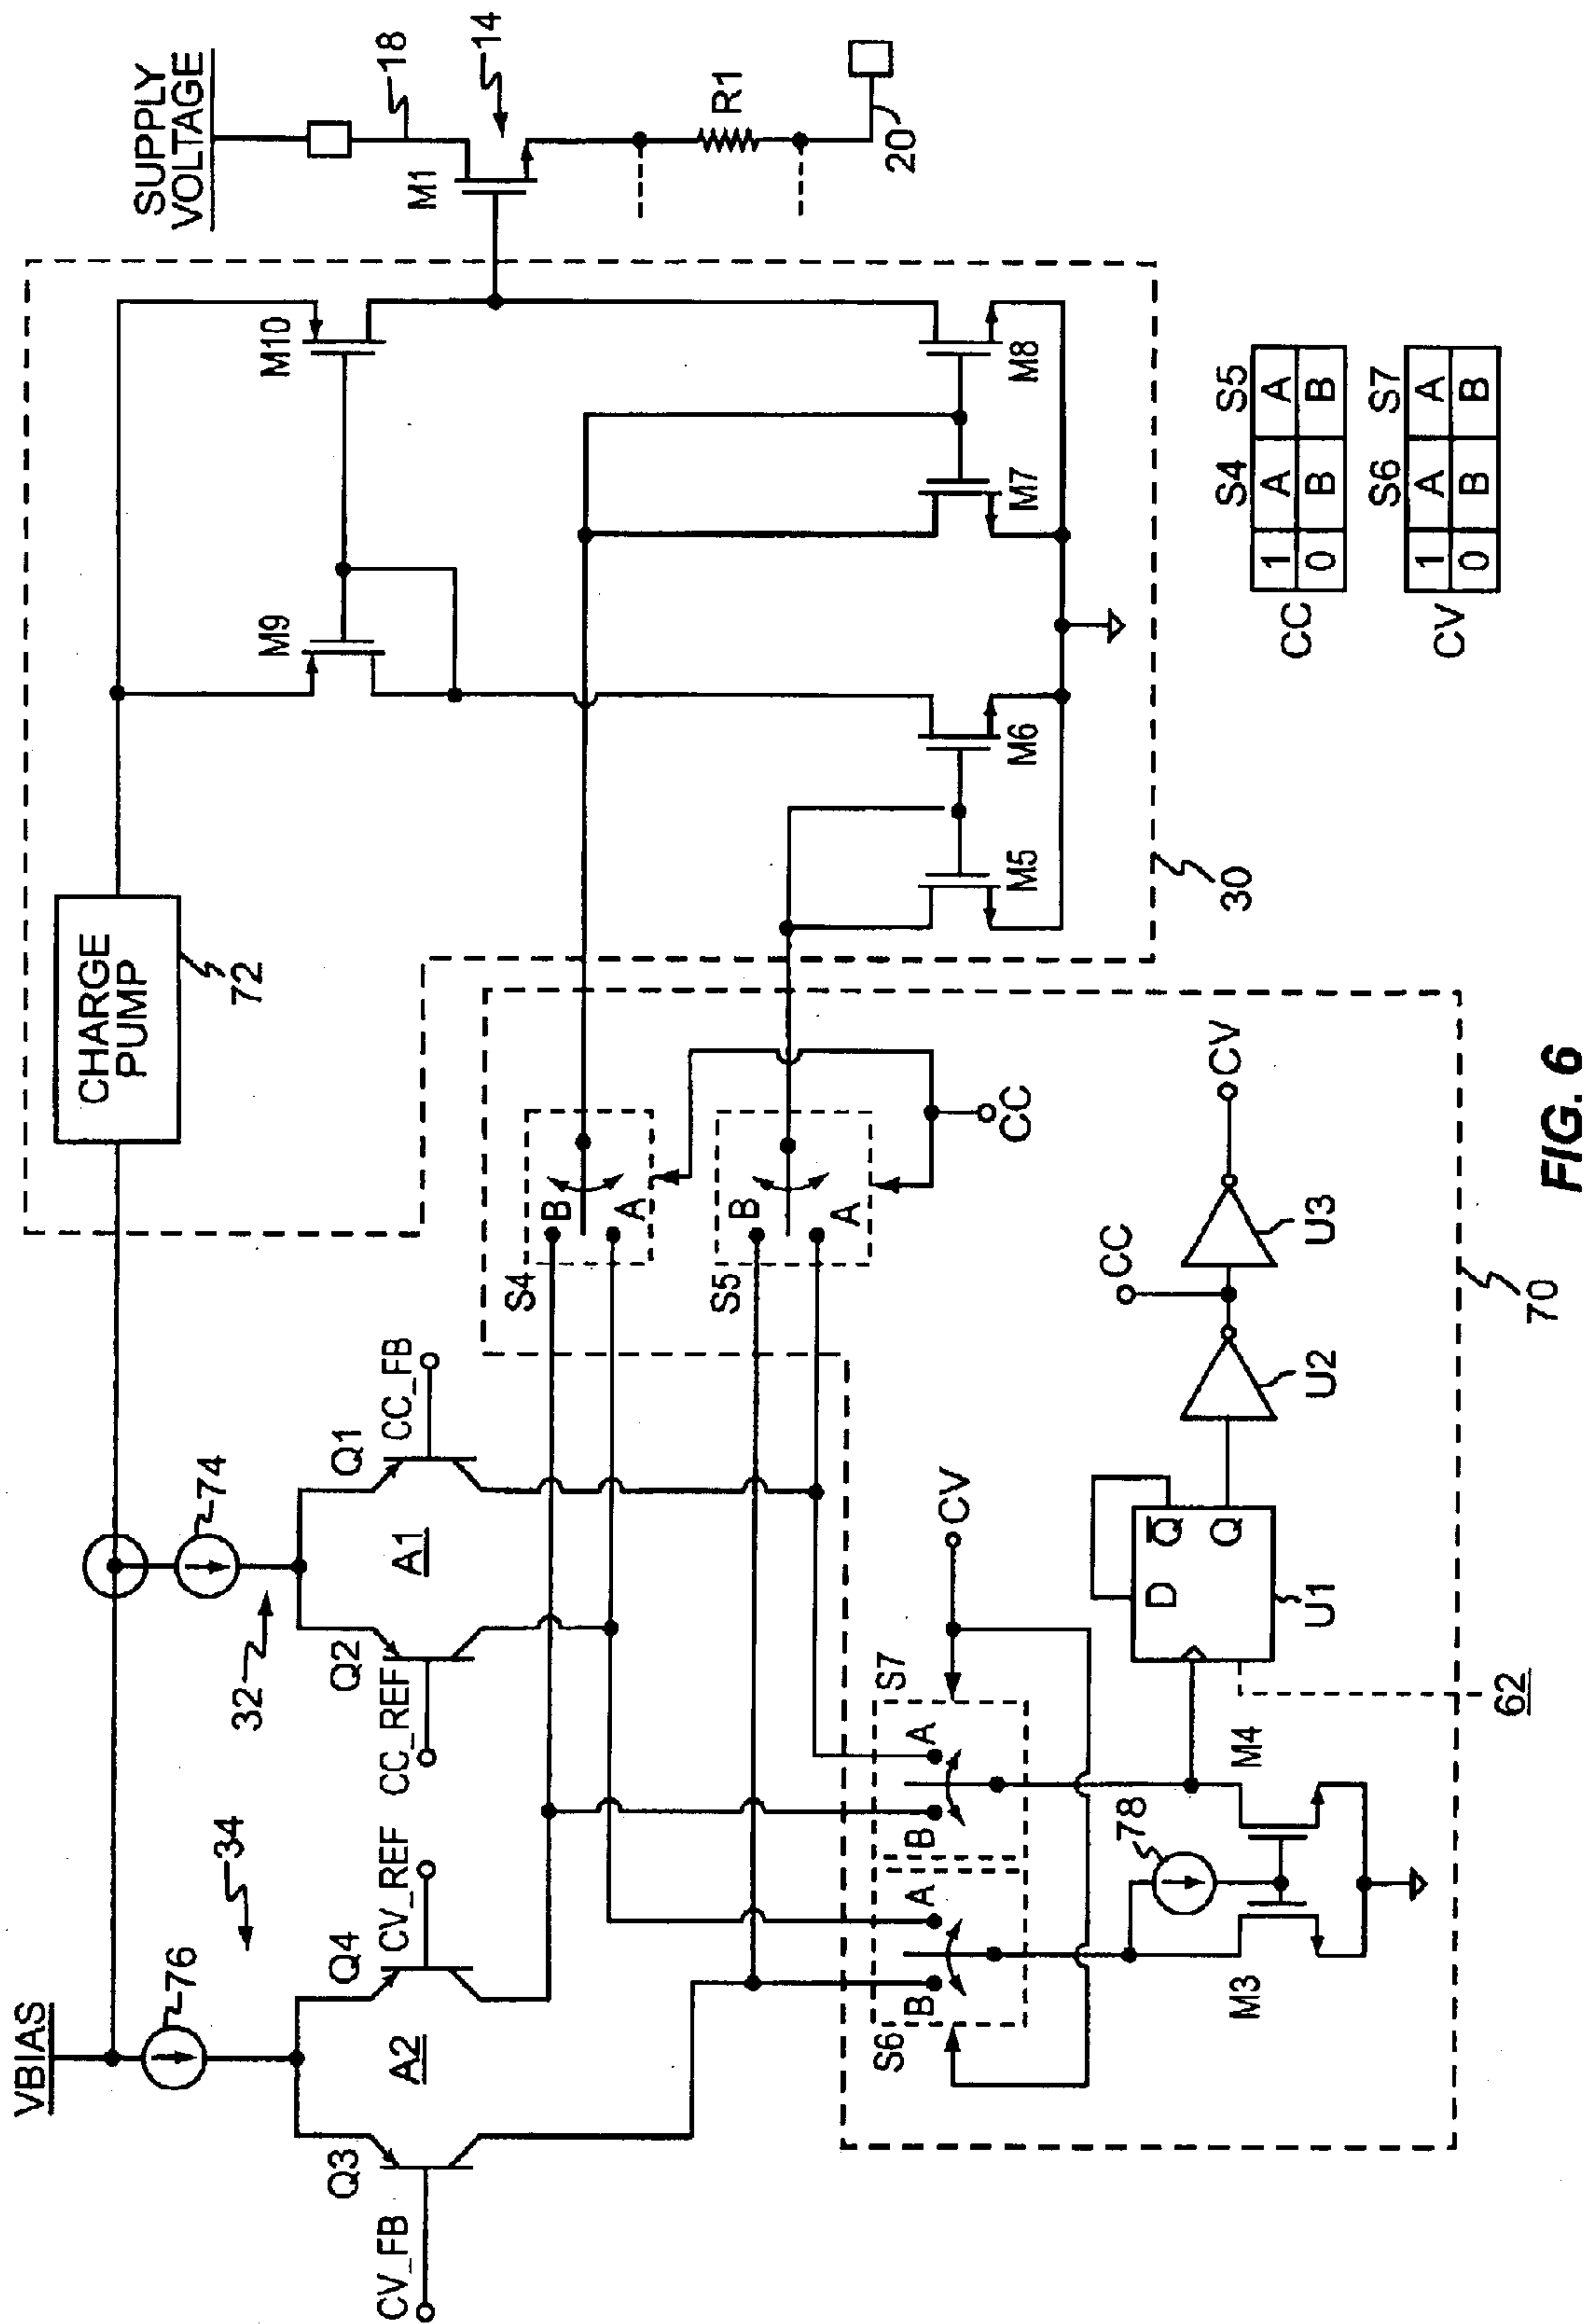 SUPPLY
VOLTAGE
18
14
M1
R1
20
CHARGE
PUMP
72
M9
M10
M5
M6
M7
M8
30
S4 S5
CC
1 A A
0 B B
S6 S7
CV
1 A A
0 B B
VBIAS
76
34
74
32
Q3
Q4
A2
CV_FB
CV_REF
Q2
Q1
A1
CC_REF
CC_FB
S4
B
A
S5
B
A
CC
S6
B
A
S7
B
A
CV
78
M3
M4
D
Q
Q
U1
62
U2
CC
U3
CV
70
FIG. 6